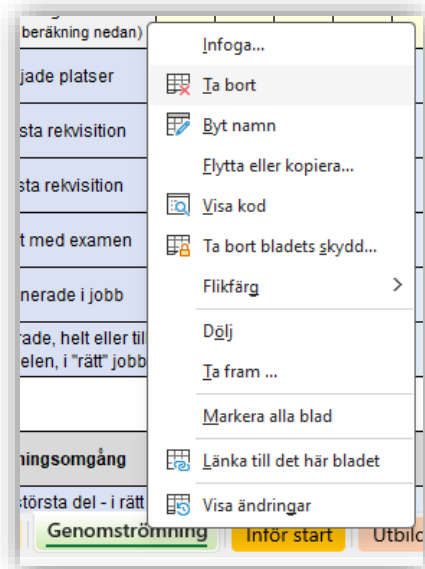 beräkning nedan)
jade platser
sta rekvisition
sta rekvisition
t med examen
nerade i jobb
rade, helt eller til
elen, i "rätt" jobb
ningsomgång
största del - i rätt
Infoga...
Ta bort
Byt namn
Flytta eller kopiera...
Visa kod
Ta bort bladets skydd...
Flikfärg
Dölj
Ta fram ...
Markera alla blad
Länka till det här bladet
Visa ändringar
Genomströmning
Inför start
Utbilc